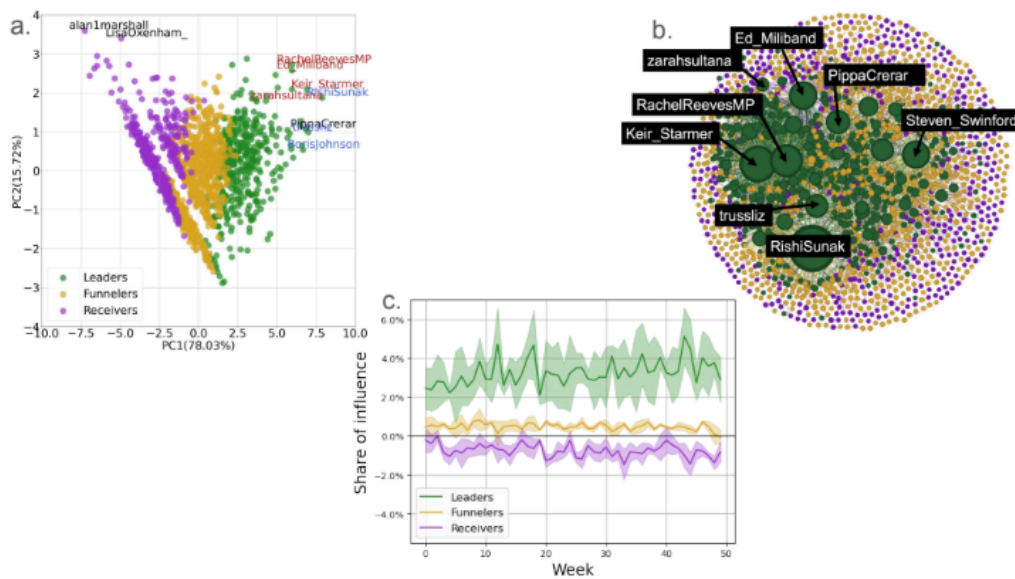 a.
alan1marshall
LisaOxenham_
RachelReevesMP
Ed_Miliband
Keir_Starmer
RishiSunak
zarahsultana
PippaCrerar
trussliz
BorisJohnson
4
3
2
1
0
−1
−2
−3
−4
PC2(15.72%)
Leaders
Funnelers
Receivers
−10.0 −7.5 −5.0 −2.5 0.0 2.5 5.0 7.5 10.0
PC1(78.03%)
b.
Ed_Miliband
zarahsultana
PippaCrerar
RachelReevesMP
Steven_Swinford
Keir_Starmer
trussliz
RishiSunak
c.
6.0%
4.0%
2.0%
0.0%
−2.0%
−4.0%
Share of influence
Leaders
Funnelers
Receivers
0 10 20 30 40 50
Week